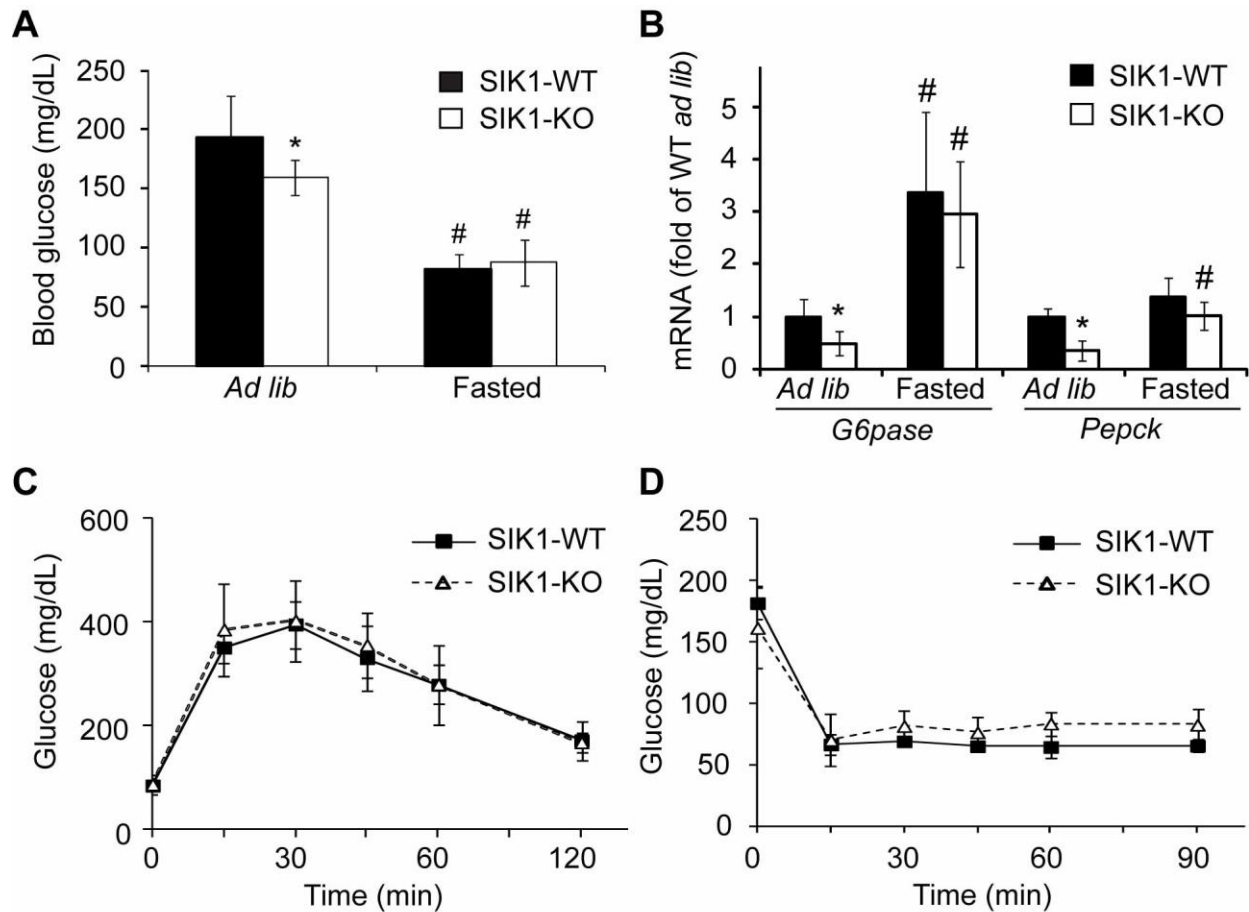 A
Blood glucose (mg/dL)
250
200
150
100
50
0
SIK1-WT
SIK1-KO
*
#
#
Ad lib
Fasted
B
mRNA (fold of WT ad lib)
5
4
3
2
1
0
SIK1-WT
SIK1-KO
*
#
#
*
#
Ad lib
Fasted
Ad lib
Fasted
G6pase
Pepck
C
Glucose (mg/dL)
600
400
200
0
SIK1-WT
SIK1-KO
0
30
60
120
Time (min)
D
Glucose (mg/dL)
250
200
150
100
50
0
SIK1-WT
SIK1-KO
0
30
60
90
Time (min)